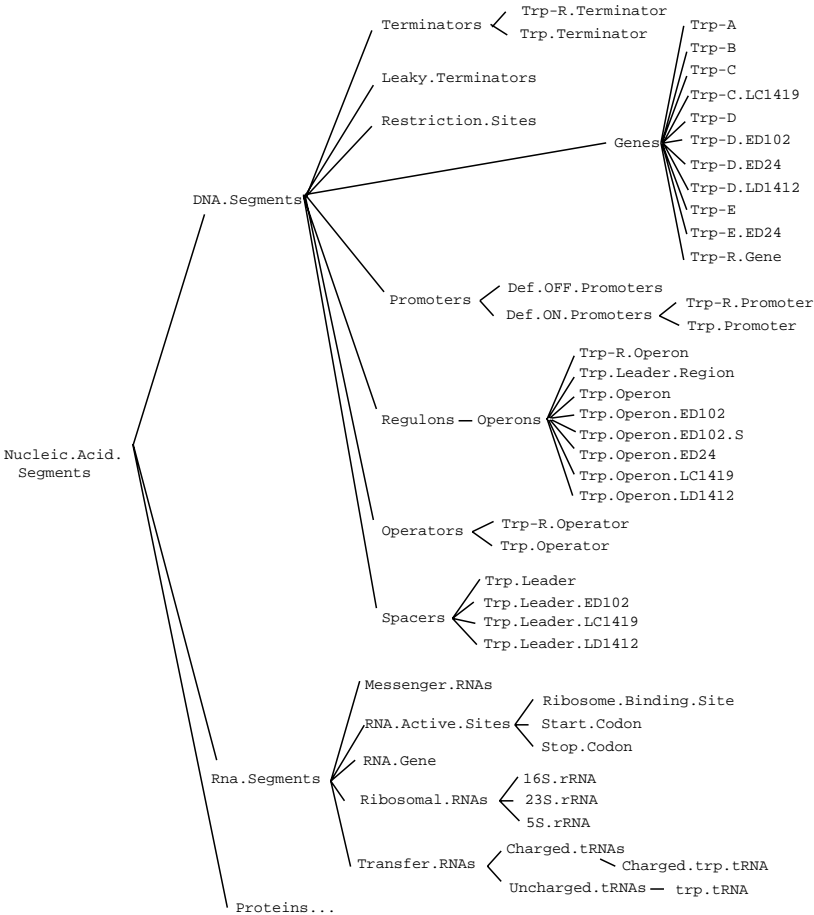 Nucleic.Acid.
Segments
DNA.Segments
Terminators
Trp-R.Terminator
Trp.Terminator
Leaky.Terminators
Restriction.Sites
Genes
Trp-A
Trp-B
Trp-C
Trp-C.LC1419
Trp-D
Trp-D.ED102
Trp-D.ED24
Trp-D.LD1412
Trp-E
Trp-E.ED24
Trp-R.Gene
Promoters
Def.OFF.Promoters
Def.ON.Promoters
Trp-R.Promoter
Trp.Promoter
Regulons
Operons
Trp-R.Operon
Trp.Leader.Region
Trp.Operon
Trp.Operon.ED102
Trp.Operon.ED102.S
Trp.Operon.ED24
Trp.Operon.LC1419
Trp.Operon.LD1412
Operators
Trp-R.Operator
Trp.Operator
Spacers
Trp.Leader
Trp.Leader.ED102
Trp.Leader.LC1419
Trp.Leader.LD1412
Rna.Segments
Messenger.RNAs
RNA.Active.Sites
Ribosome.Binding.Site
Start.Codon
Stop.Codon
RNA.Gene
Ribosomal.RNAs
16S.rRNA
23S.rRNA
5S.rRNA
Transfer.RNAs
Charged.tRNAs
Charged.trp.tRNA
Uncharged.tRNAs
trp.tRNA
Proteins...